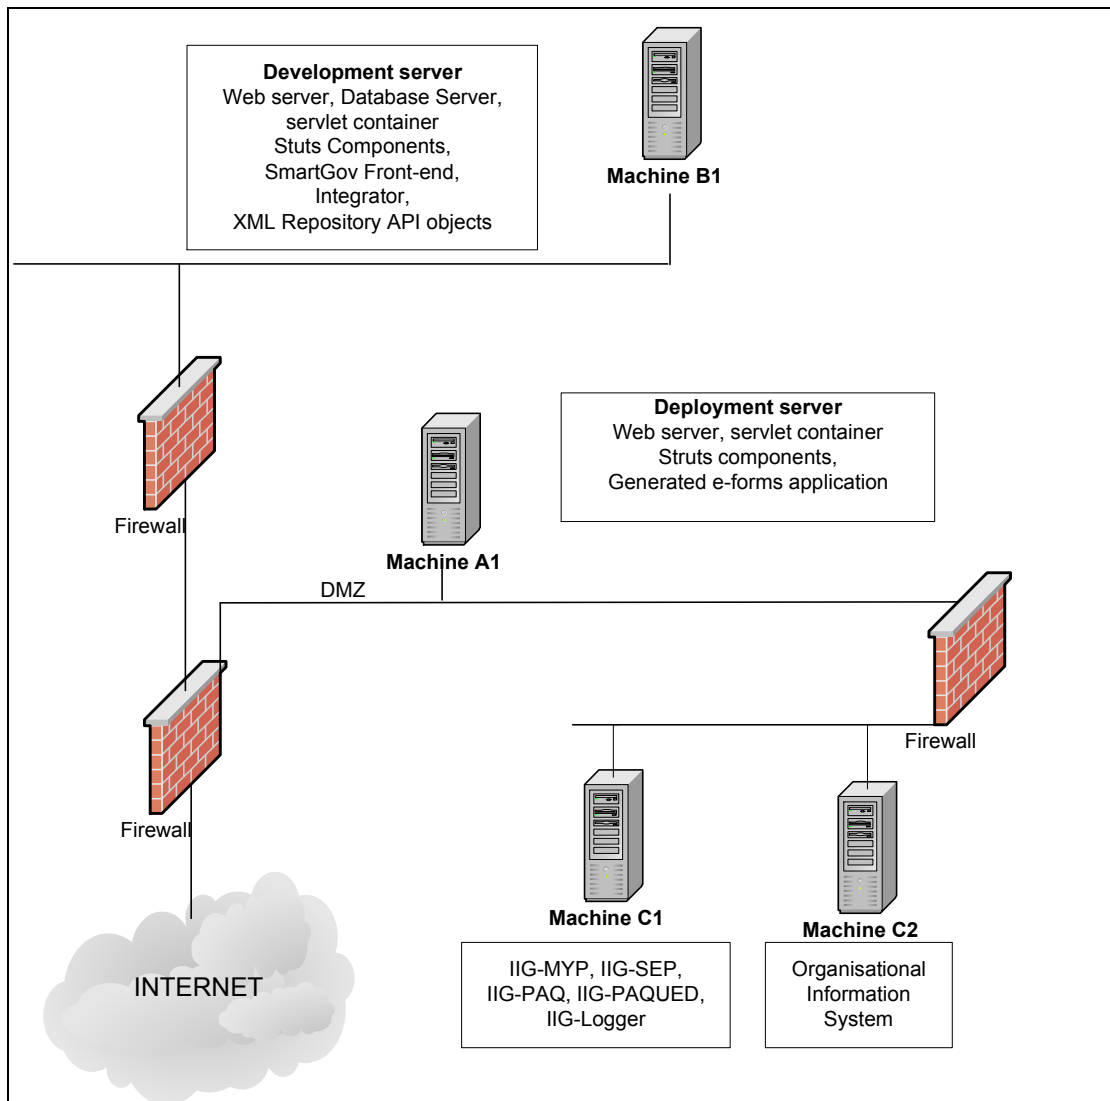 Development server
Web server, Database Server,
servlet container
Stuts Components,
SmartGov Front-end,
Integrator,
XML Repository API objects
Machine B1
Deployment server
Web server, servlet container
Struts components,
Generated e-forms application
Firewall
Machine A1
DMZ
Firewall
Firewall
Machine C1
Machine C2
IIG-MYP, IIG-SEP,
IIG-PAQ, IIG-PAQUED,
IIG-Logger
Organisational
Information
System
INTERNET